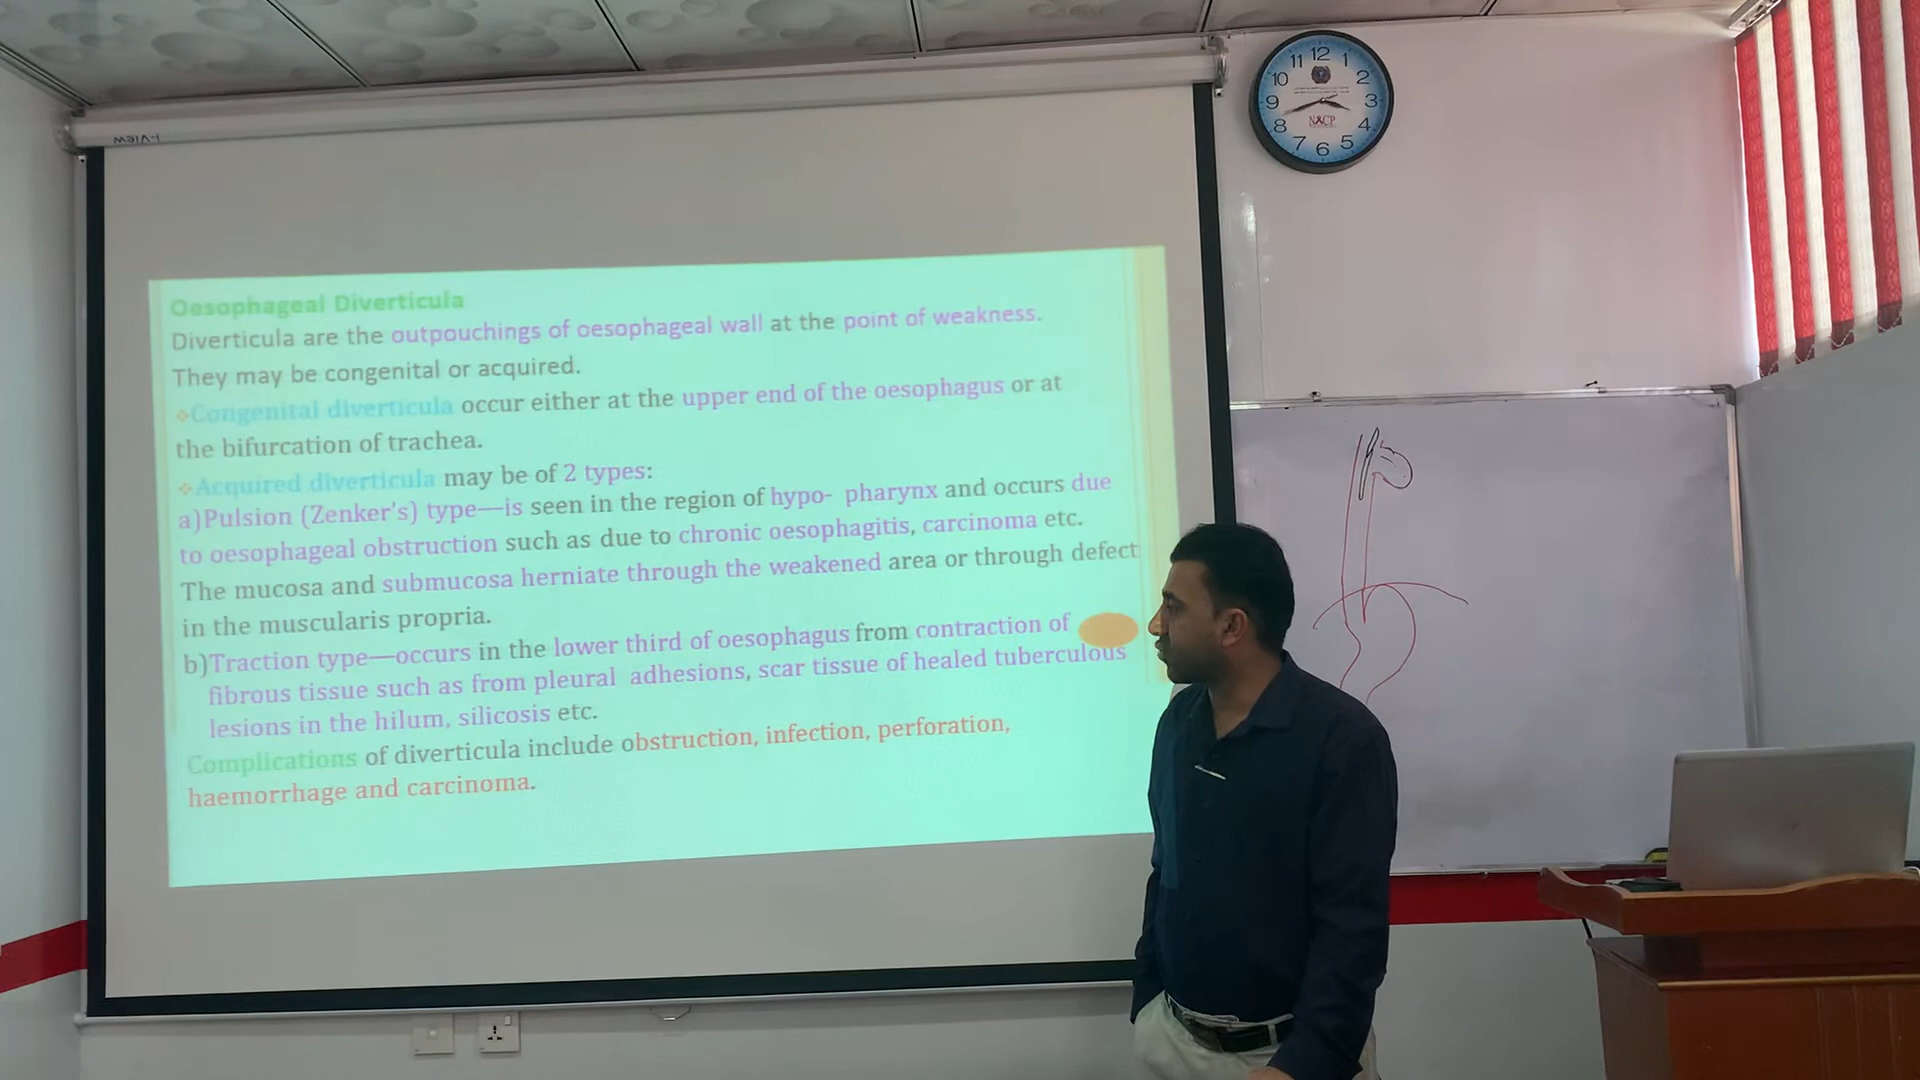 Oesophageal Diverticula
Diverticula are the outpouchings of oesophageal wall at the point of weakness.
They may be congenital or acquired.
❖Congenital diverticula occur either at the upper end of the oesophagus or at
the bifurcation of trachea.
❖Acquired diverticula may be of 2 types:
a)Pulsion (Zenker's) type—is seen in the region of hypo- pharynx and occurs due
to oesophageal obstruction such as due to chronic oesophagitis, carcinoma etc.
The mucosa and submucosa herniate through the weakened area or through defect
in the muscularis propria.
b)Traction type—occurs in the lower third of oesophagus from contraction of
fibrous tissue such as from pleural adhesions, scar tissue of healed tuberculous
lesions in the hilum, silicosis etc.
Complications of diverticula include obstruction, infection, perforation,
haemorrhage and carcinoma.
I-VIEW
12
11 1
10 2
9 3
8 4
7 5
6